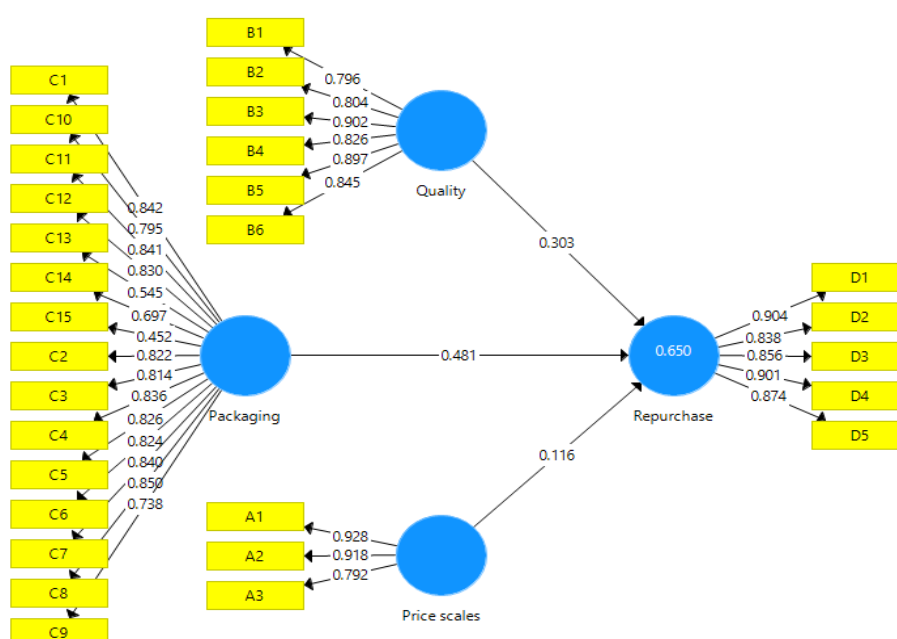 B1
B2
B3
B4
B5
B6
0.796
0.804
0.902
0.826
0.897
0.845
Quality
C1
C10
C11
C12
C13
C14
C15
C2
C3
C4
C5
C6
C7
C8
C9
0.842
0.795
0.841
0.830
0.545
0.697
0.452
0.822
0.814
0.836
0.826
0.824
0.840
0.850
0.738
Packaging
0.303
0.481
0.116
0.650
Repurchase
0.904
0.838
0.856
0.901
0.874
D1
D2
D3
D4
D5
A1
A2
A3
0.928
0.918
0.792
Price scales